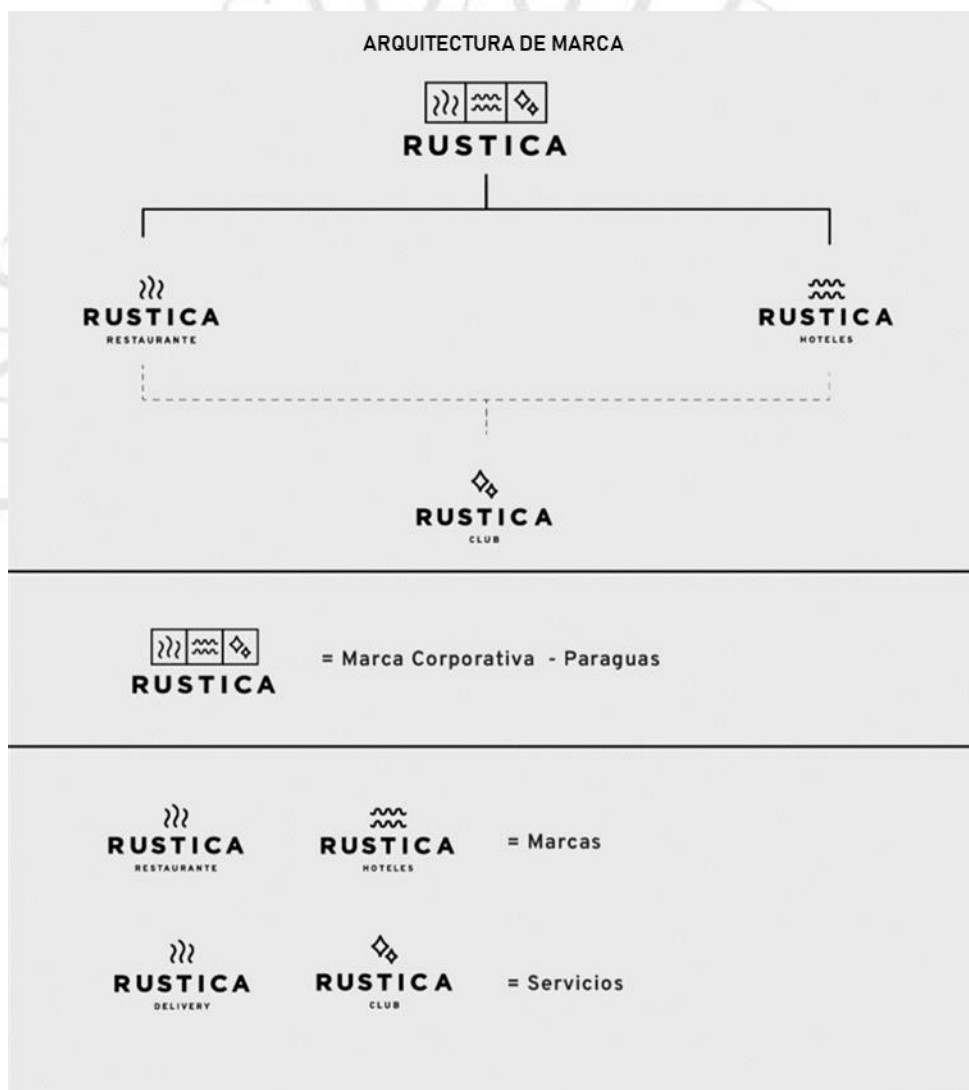 ARQUITECTURA DE MARCA
RUSTICA
RUSTICA
RESTAURANTE
RUSTICA
HOTELES
RUSTICA
CLUB
RUSTICA
= Marca Corporativa - Paraguas
RUSTICA
RESTAURANTE
RUSTICA
HOTELES
= Marcas
RUSTICA
DELIVERY
RUSTICA
CLUB
= Servicios